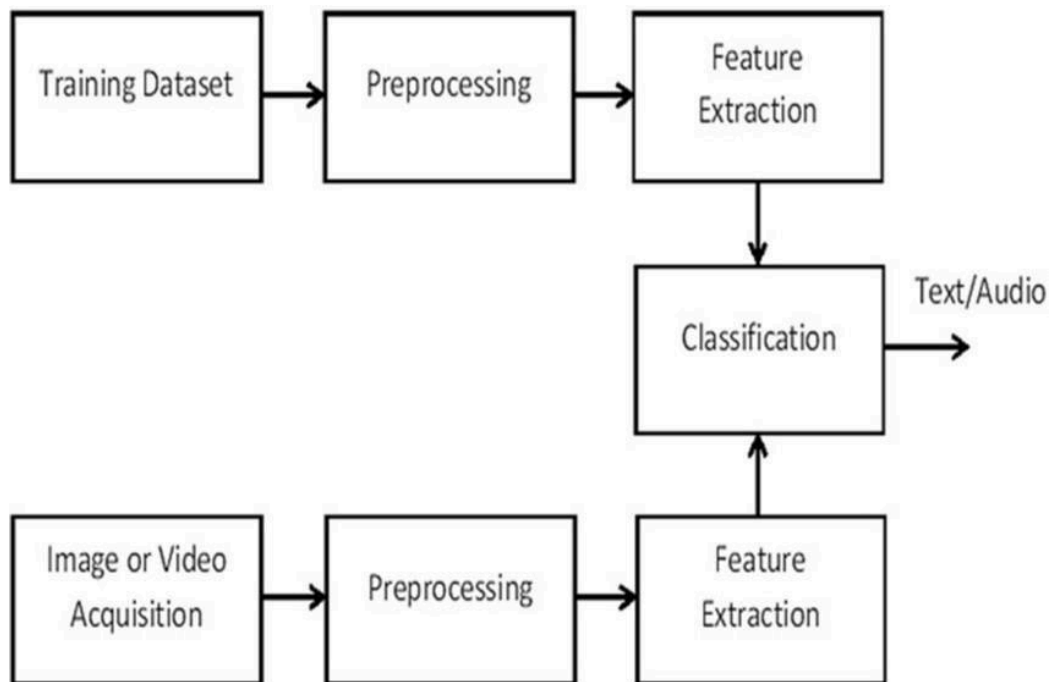 Training Dataset
Preprocessing
Feature
Extraction
Classification
Text/Audio
Image or Video
Acquisition
Preprocessing
Feature
Extraction